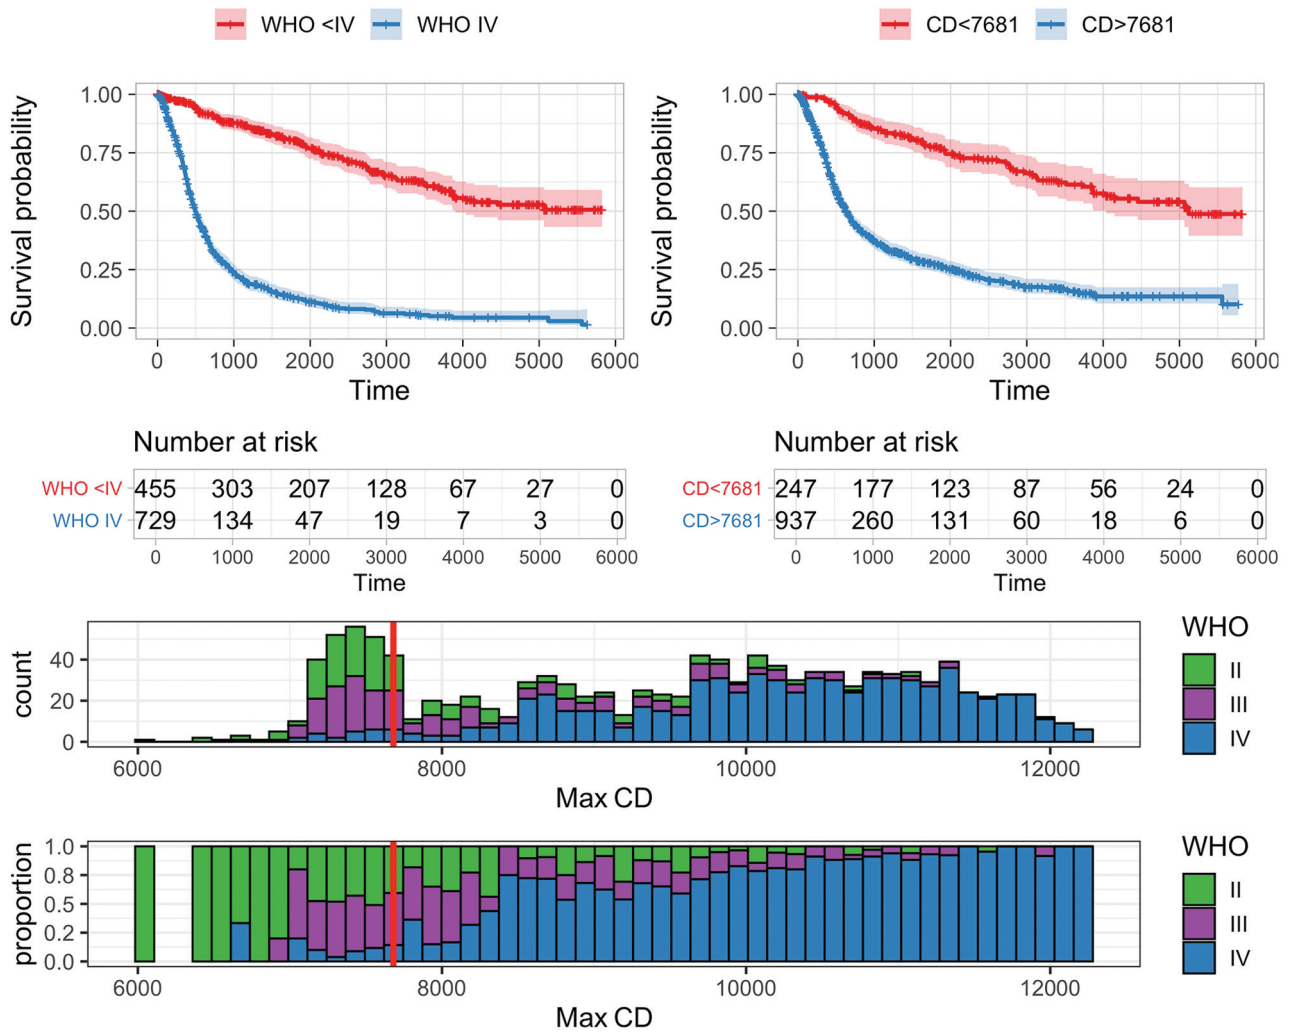 WHO <IV WHO IV
CD<7681 CD>7681
Survival probability
1.00
0.75
0.50
0.25
0.00
0 1000 2000 3000 4000 5000 6000
Time
Survival probability
1.00
0.75
0.50
0.25
0.00
0 1000 2000 3000 4000 5000 6000
Time
Number at risk
WHO <IV 455 303 207 128 67 27 0
WHO IV 729 134 47 19 7 3 0
0 1000 2000 3000 4000 5000 6000
Time
Number at risk
CD<7681 247 177 123 87 56 24 0
CD>7681 937 260 131 60 18 6 0
0 1000 2000 3000 4000 5000 6000
Time
count
40
20
0
6000 8000 10000 12000
Max CD
WHO
II
III
IV
proportion
1.0
0.8
0.5
0.2
0.0
6000 8000 10000 12000
Max CD
WHO
II
III
IV